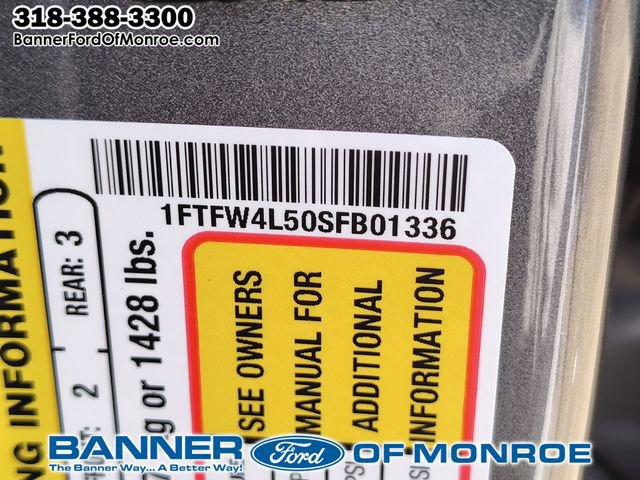 318-388-3300
BannerFordOfMonroe.com
1FTFW4L50SFB01336
NG INFORMATION
REAR: 3
2
g or 1428 lbs.
SEE OWNERS
MANUAL FOR
ADDITIONAL
INFORMATION
BANNER Ford OF MONROE
The Banner Way... A Better Way!